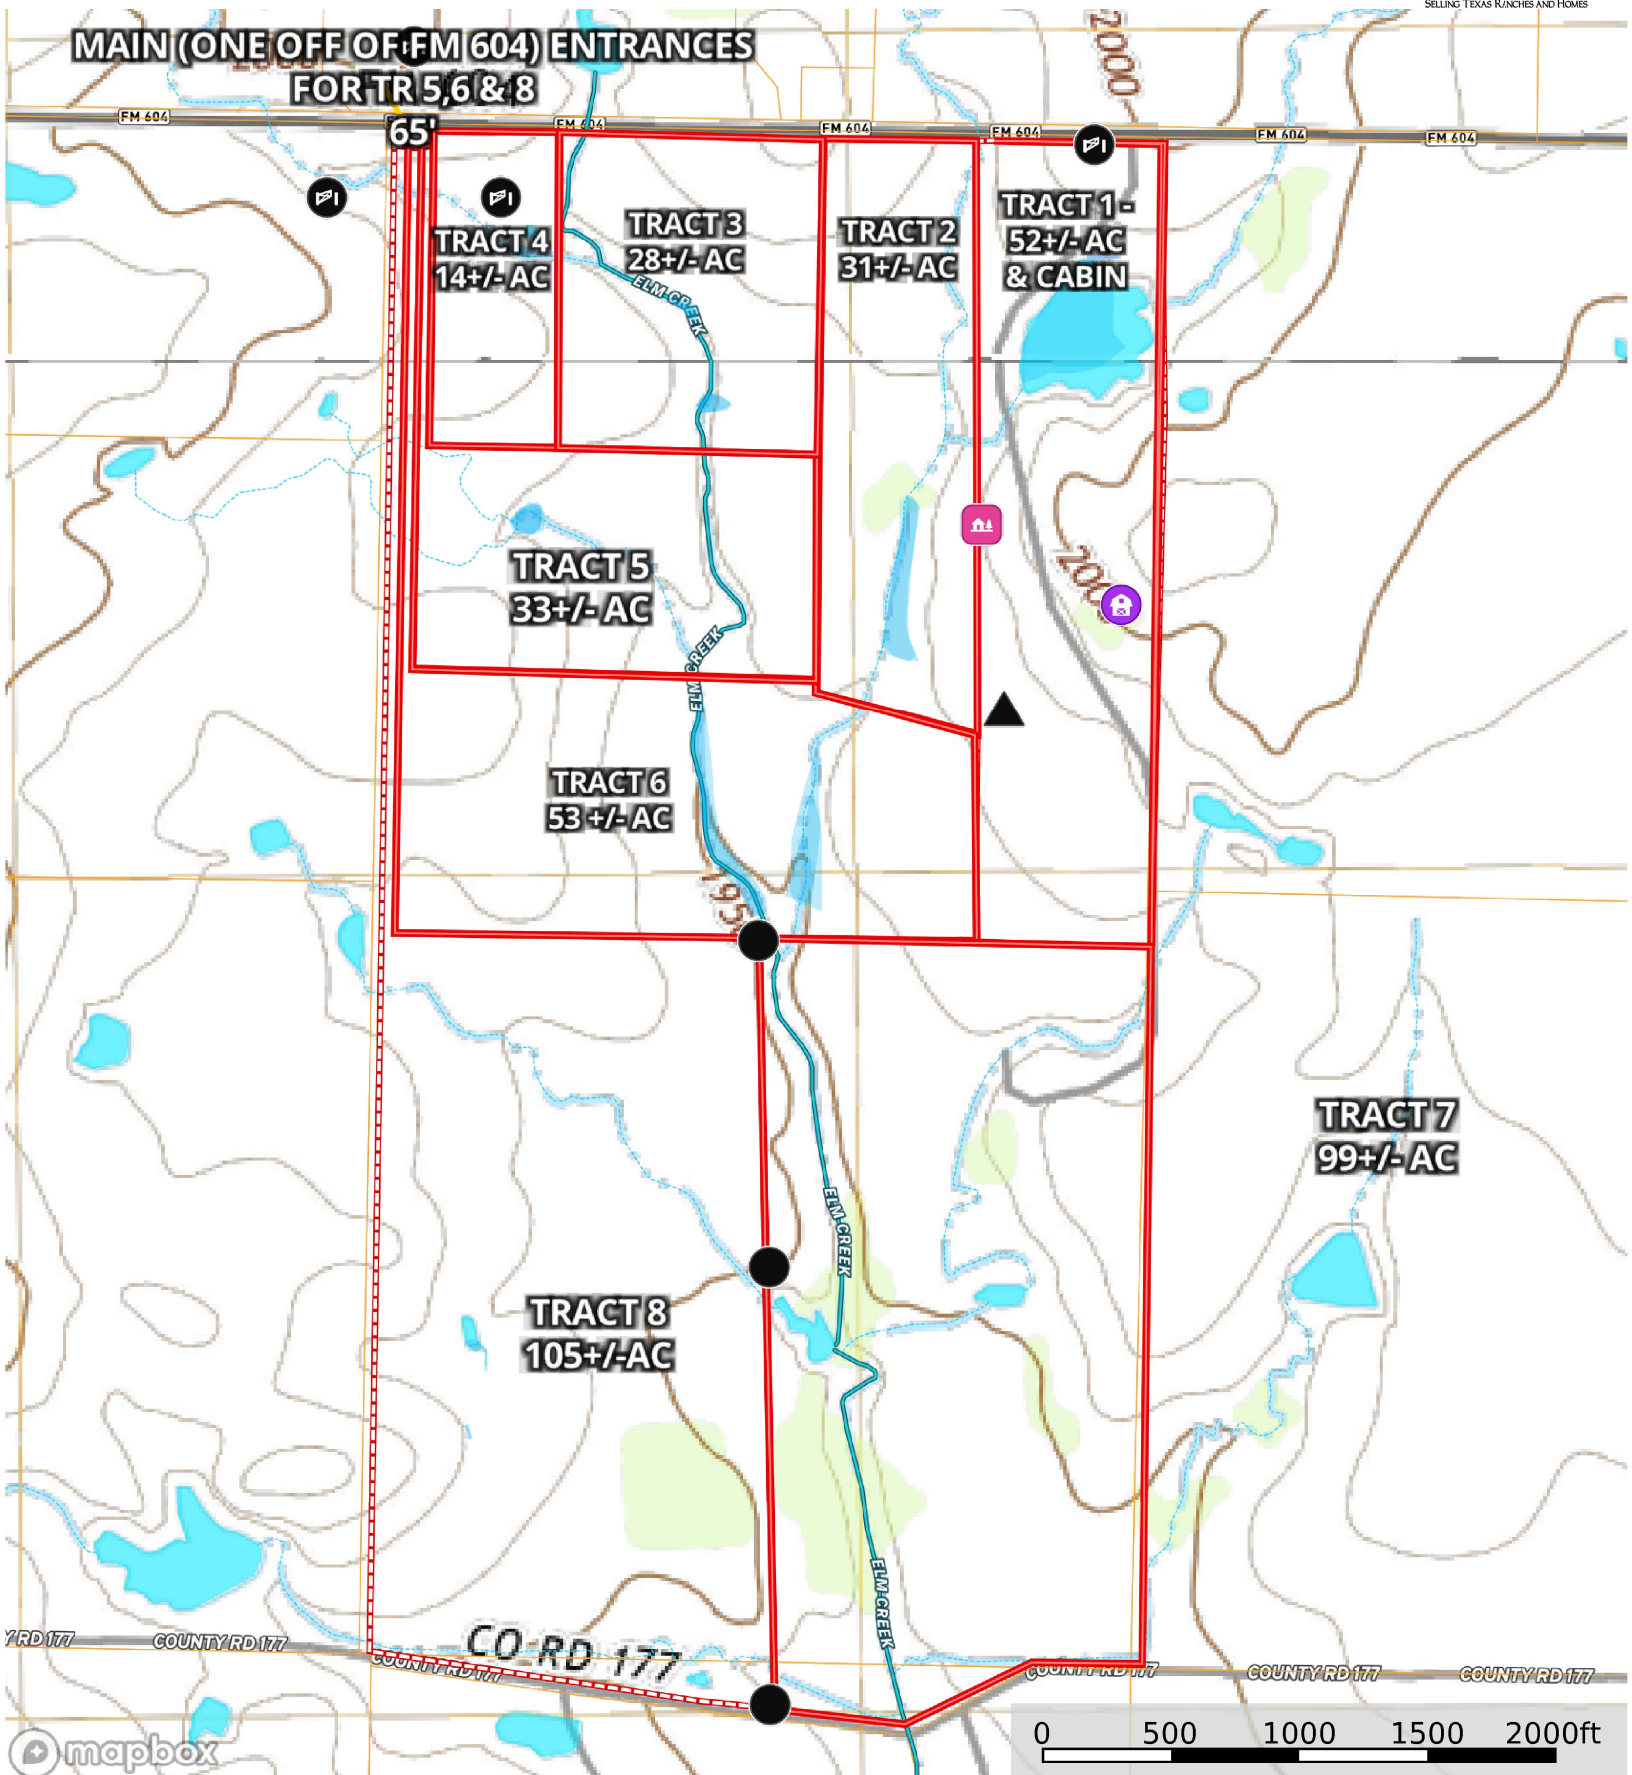 SELLING TEXAS RANCHES AND HOMES
MAIN (ONE OFF OF FM 604) ENTRANCES
FOR TR 5,6 & 8
65'
2000
FM 604
FM 604
FM 604
FM 604
FM 604
FM 604
TRACT 1 -
52+/- AC
& CABIN
TRACT 2
31+/- AC
TRACT 3
28+/- AC
TRACT 4
14+/- AC
ELM CREEK
TRACT 5
33+/- AC
ELM CREEK
TRACT 6
53 +/- AC
TRACT 7
99+/- AC
ELM CREEK
TRACT 8
105+/-AC
ELM CREEK
CO RD 177
Y RD 177
COUNTY RD 177
COUNTY RD 177
COUNTY RD 177
COUNTY RD 177
COUNTY RD 177
0 500 1000 1500 2000ft
mapbox